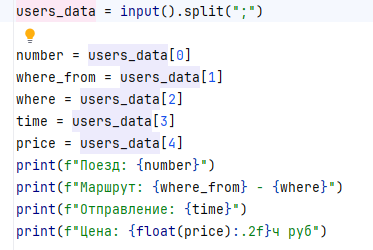 users_data = input().split(";")
number = users_data[0]
where_from = users_data[1]
where = users_data[2]
time = users_data[3]
price = users_data[4]
print(f"Поезд: {number}")
print(f"Маршрут: {where_from} - {where}")
print(f"Отправление: {time}")
print(f"Цена: {float(price):.2f}ч руб")